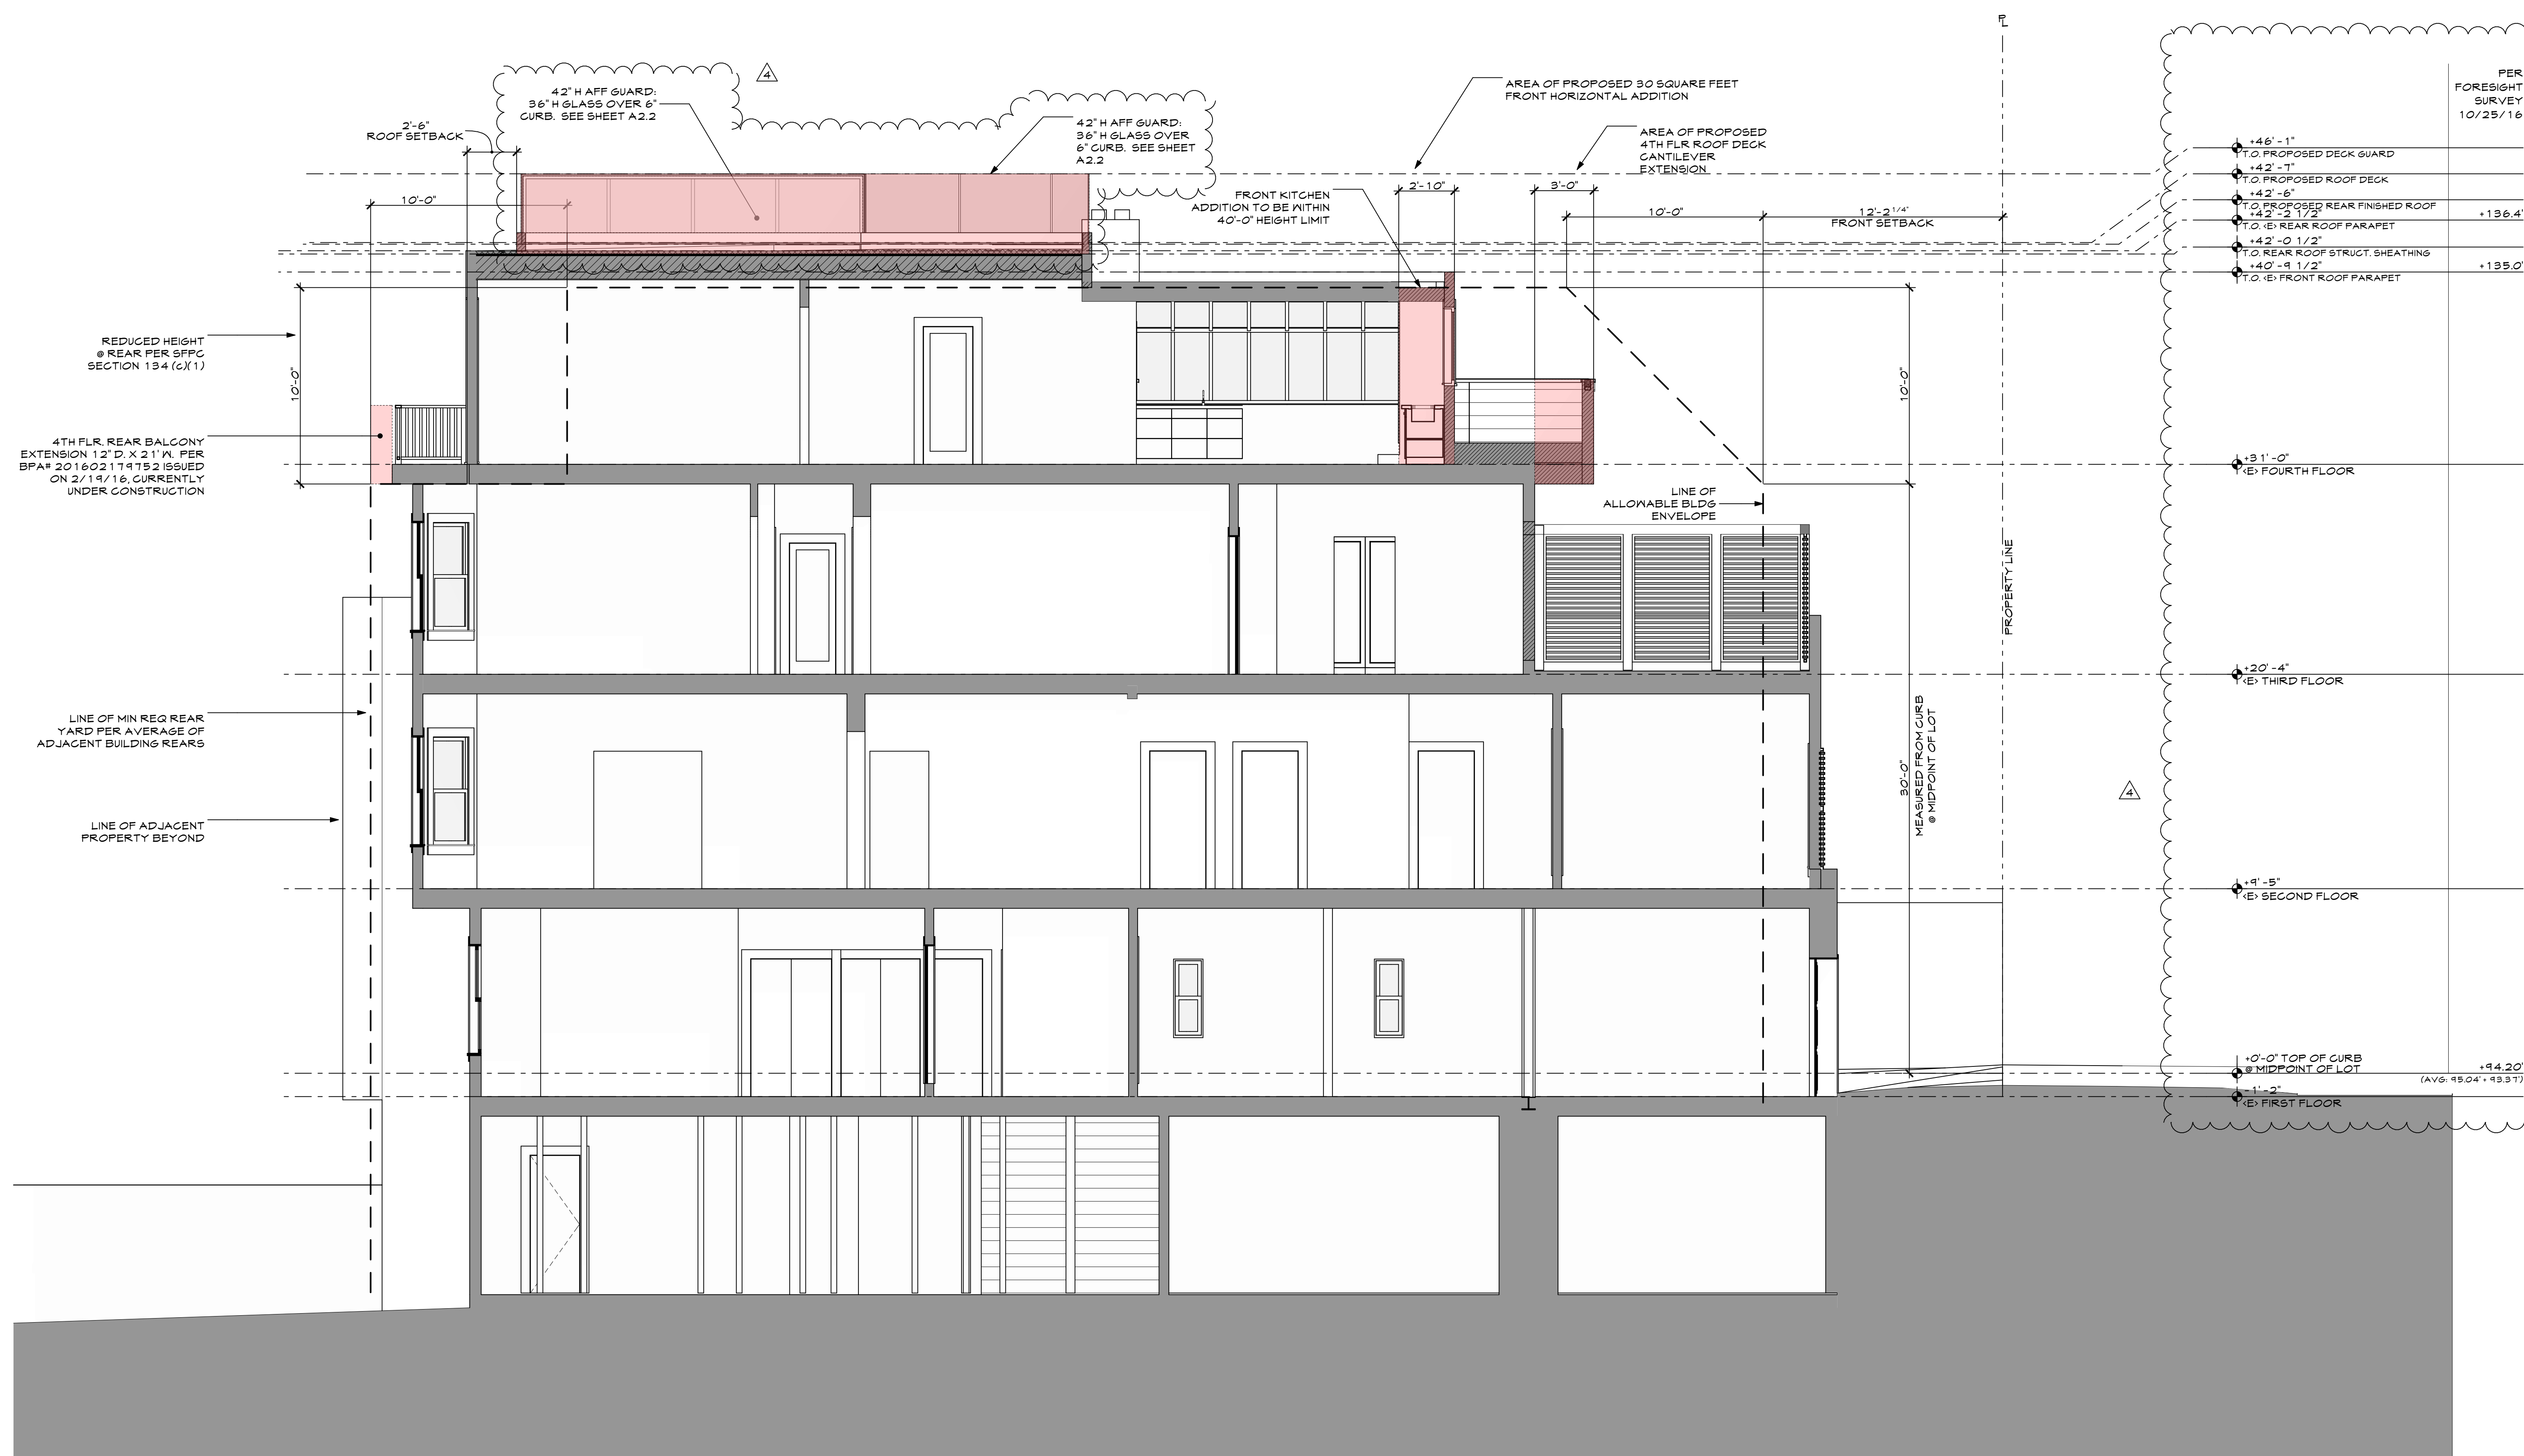 PL
4
42" H AFF GUARD:
36" H GLASS OVER 6"
CURB. SEE SHEET A2.2
2'-6"
ROOF SETBACK
42" H AFF GUARD:
36" H GLASS OVER
6" CURB. SEE SHEET
A2.2
AREA OF PROPOSED 30 SQUARE FEET
FRONT HORIZONTAL ADDITION
AREA OF PROPOSED
4TH FLR ROOF DECK
CANTILEVER
EXTENSION
10'-0"
FRONT KITCHEN
ADDITION TO BE WITHIN
40'-0" HEIGHT LIMIT
2'-10"
3'-0"
10'-0"
12'-2 1/4"
FRONT SETBACK
PER
FORESIGHT
SURVEY
10/25/16
+46'-1"
T.O. PROPOSED DECK GUARD
+42'-7"
T.O. PROPOSED ROOF DECK
+42'-6"
T.O. PROPOSED REAR FINISHED ROOF
+42'-2 1/2" +136.4'
T.O. <E> REAR ROOF PARAPET
+42'-0 1/2"
T.O. REAR ROOF STRUCT. SHEATHING
+40'-9 1/2" +135.0'
T.O. <E> FRONT ROOF PARAPET
REDUCED HEIGHT
@ REAR PER SFPC
SECTION 134 (C)(1)
10'-0"
10'-0"
4TH FLR. REAR BALCONY
EXTENSION 12" D. X 21' W. PER
BPA# 201602179752 ISSUED
ON 2/19/16, CURRENTLY
UNDER CONSTRUCTION
+31'-0"
<E> FOURTH FLOOR
LINE OF
ALLOWABLE BLDG
ENVELOPE
PROPERTY LINE
+20'-4"
<E> THIRD FLOOR
LINE OF MIN REQ REAR
YARD PER AVERAGE OF
ADJACENT BUILDING REARS
30'-0"
MEASURED FROM CURB
@ MIDPOINT OF LOT
4
LINE OF ADJACENT
PROPERTY BEYOND
+9'-5"
<E> SECOND FLOOR
+0'-0" TOP OF CURB
@ MIDPOINT OF LOT +94.20'
(AVG: 95.04' + 93.37')
-1'-2"
<E> FIRST FLOOR